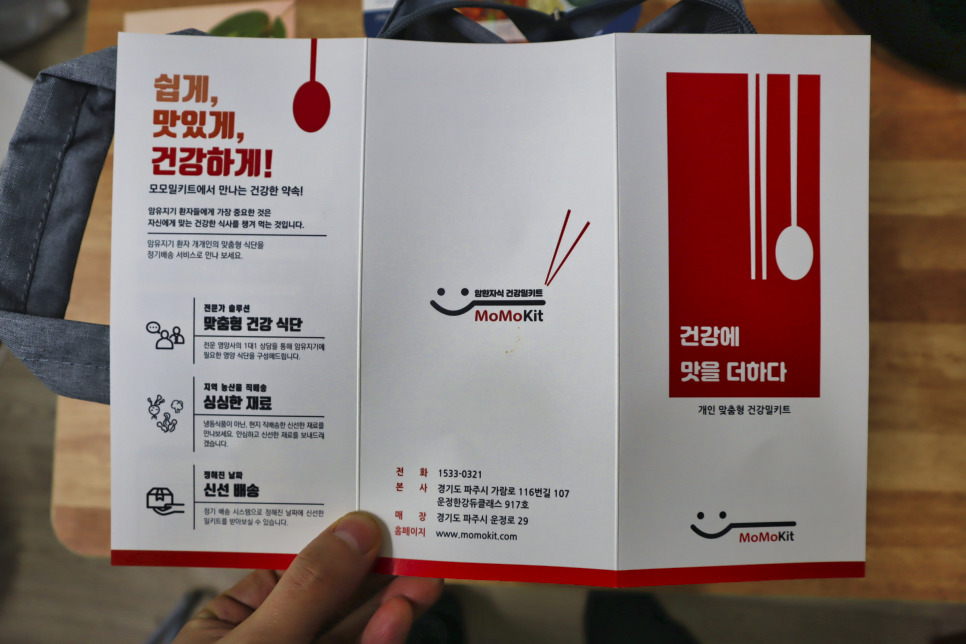 쉽게,
맛있게,
건강하게!
모모밀키트에서 만나는 건강한 약속!
암유지기 환자들에게 가장 중요한 것은
자신에게 맞는 건강한 식사를 챙겨 먹는 것입니다.
암유지기 환자 개개인의 맞춤형 식단을
정기배송 서비스로 만나 보세요.
전문가 솔루션
맞춤형 건강 식단
전문 영양사의 1대1 상담을 통해 암유지기에
필요한 영양 식단을 구성해드립니다.
지역 농산물 직배송
싱싱한 재료
냉동식품이 아닌, 현지 직배송한 신선한 재료를
만나보세요. 안심하고 신선한 재료를 보내드리
겠습니다.
정해진 날짜
신선 배송
정기 배송 시스템으로 정해진 날짜에 신선한
밀키트를 받아보실 수 있습니다.
암환자식 건강밀키트
MoMoKit
전 화 1533-0321
본 사 경기도 파주시 가람로 116번길 107
운정한강듀클래스 917호
매 장 경기도 파주시 운정로 29
홈페이지 www.momokit.com
건강에
맛을 더하다
개인 맞춤형 건강밀키트
MoMoKit